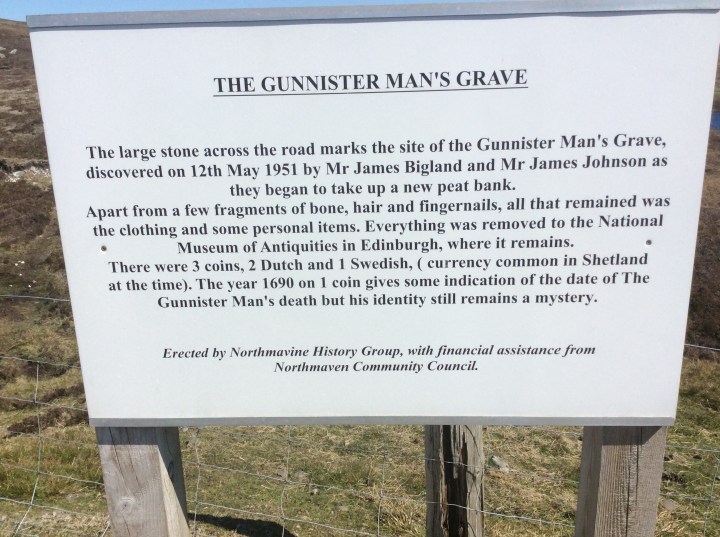 THE GUNNISTER MAN'S GRAVE
The large stone across the road marks the site of the Gunnister Man's Grave,
discovered on 12th May 1951 by Mr James Bigland and Mr James Johnson as
they began to take up a new peat bank.
Apart from a few fragments of bone, hair and fingernails, all that remained was
the clothing and some personal items. Everything was removed to the National
Museum of Antiquities in Edinburgh, where it remains.
There were 3 coins, 2 Dutch and 1 Swedish, ( currency common in Shetland
at the time). The year 1690 on 1 coin gives some indication of the date of The
Gunnister Man's death but his identity still remains a mystery.
Erected by Northmavine History Group, with financial assistance from
Northmaven Community Council.